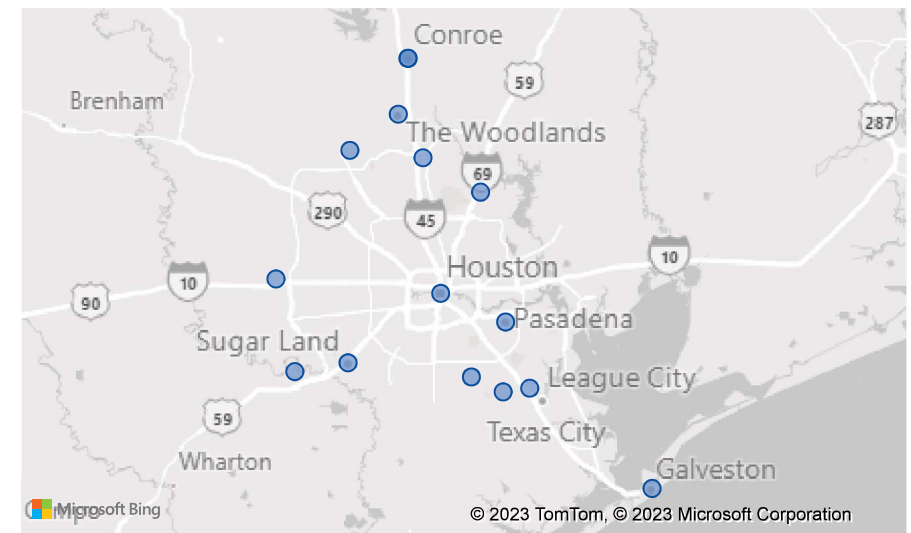 Conroe
59
Brenham
287
The Woodlands
69
290
45
10
Houston
10
90
Pasadena
Sugar Land
League City
59
Texas City
Wharton
Galveston
Microsoft Bing
© 2023 TomTom, © 2023 Microsoft Corporation